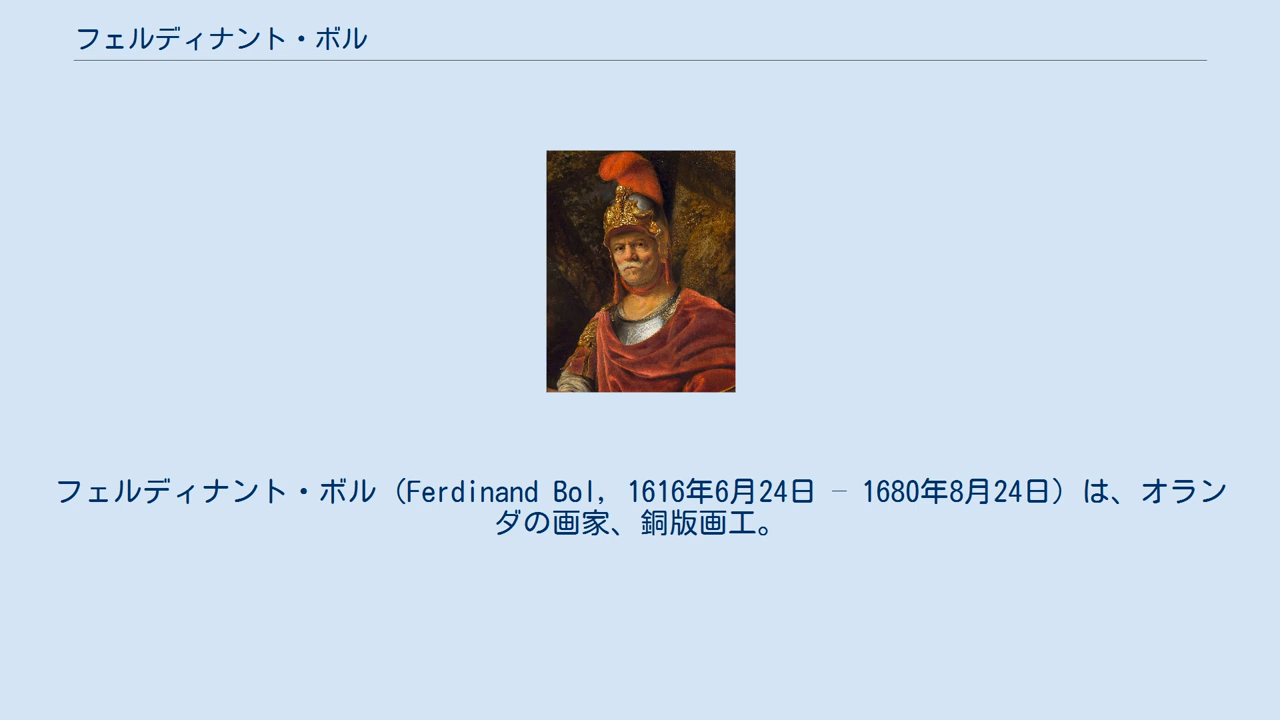 フェルディナント・ボル
フェルディナント・ボル（Ferdinand Bol, 1616年6月24日 – 1680年8月24日）は、オラン
ダの画家、銅版画工。